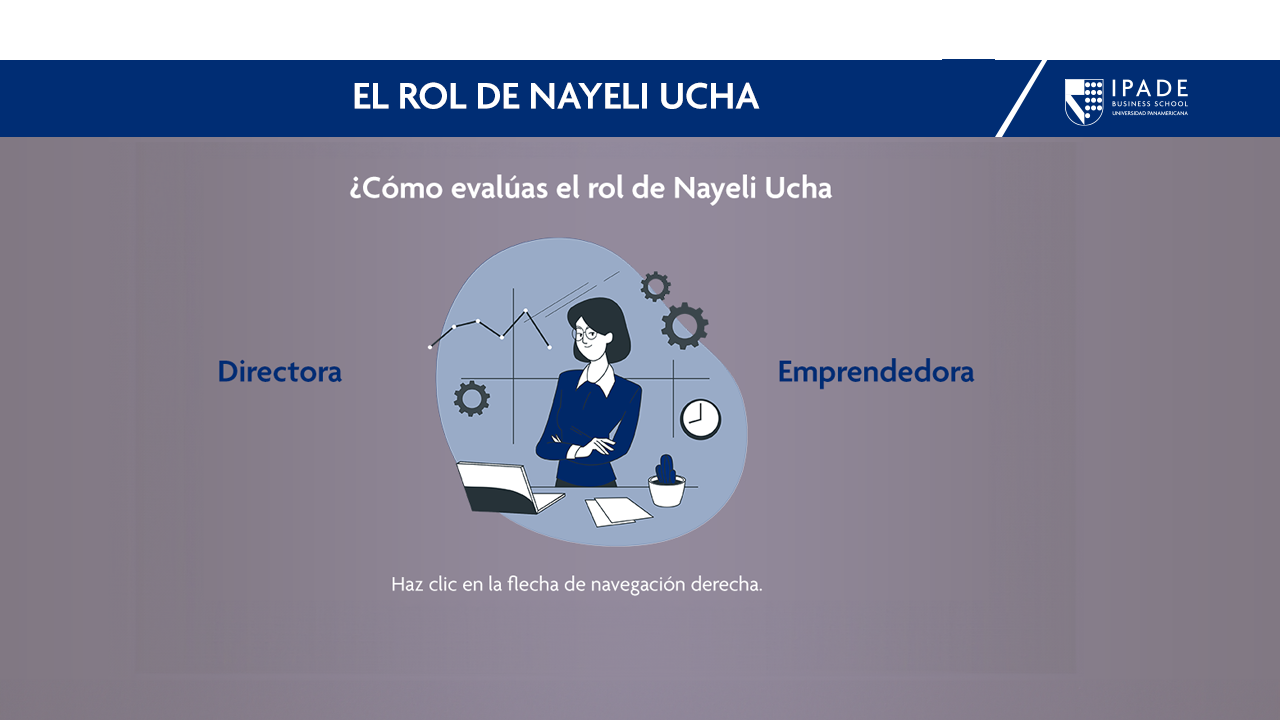 EL ROL DE NAYELI UCHA
IPADE
BUSINESS SCHOOL
UNIVERSIDAD PANAMERICANA
¿Cómo evalúas el rol de Nayeli Ucha
Directora
Emprendedora
Haz clic en la flecha de navegación derecha.